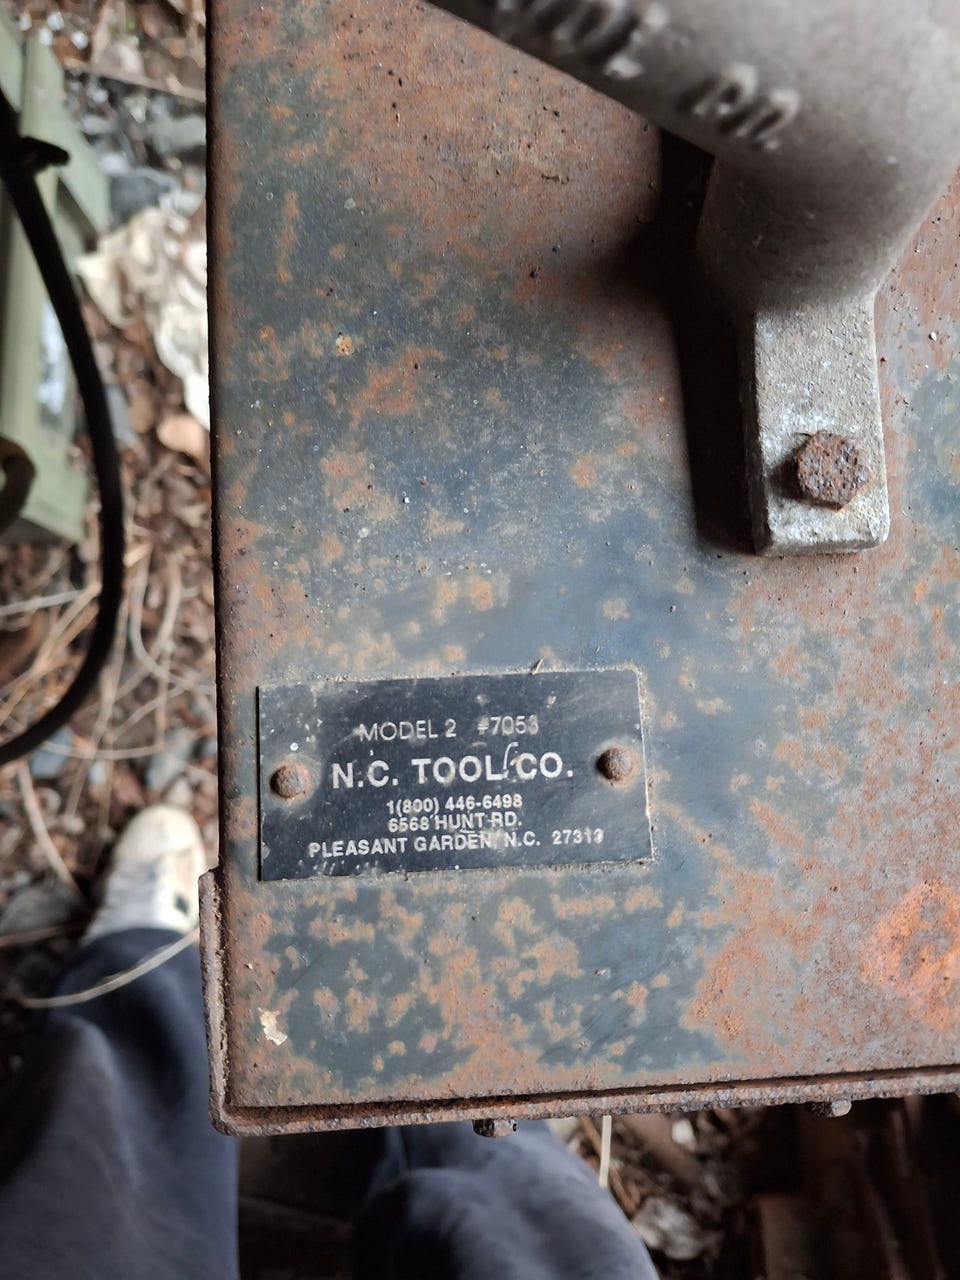 MODEL 2 #7053
N.C. TOOL CO.
1(800) 446-6498
6568 HUNT RD.
PLEASANT GARDEN, N.C. 27313